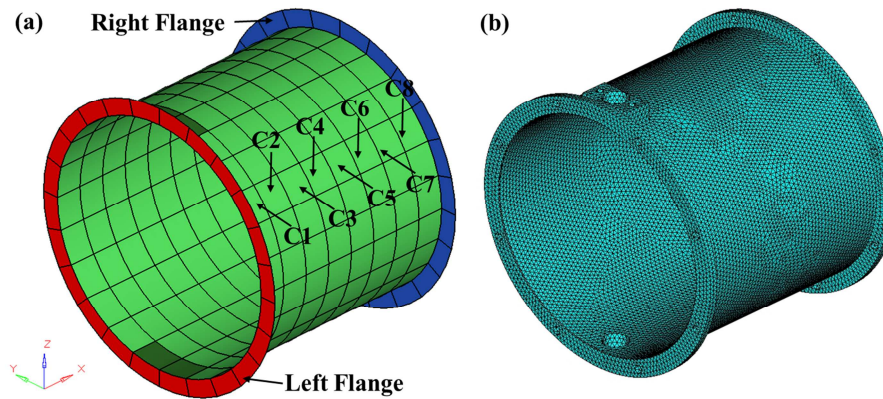 (a)
Right Flange
C8
C6
C4
C2
C7
C5
C3
C1
Left Flange
Z
Y
X
(b)